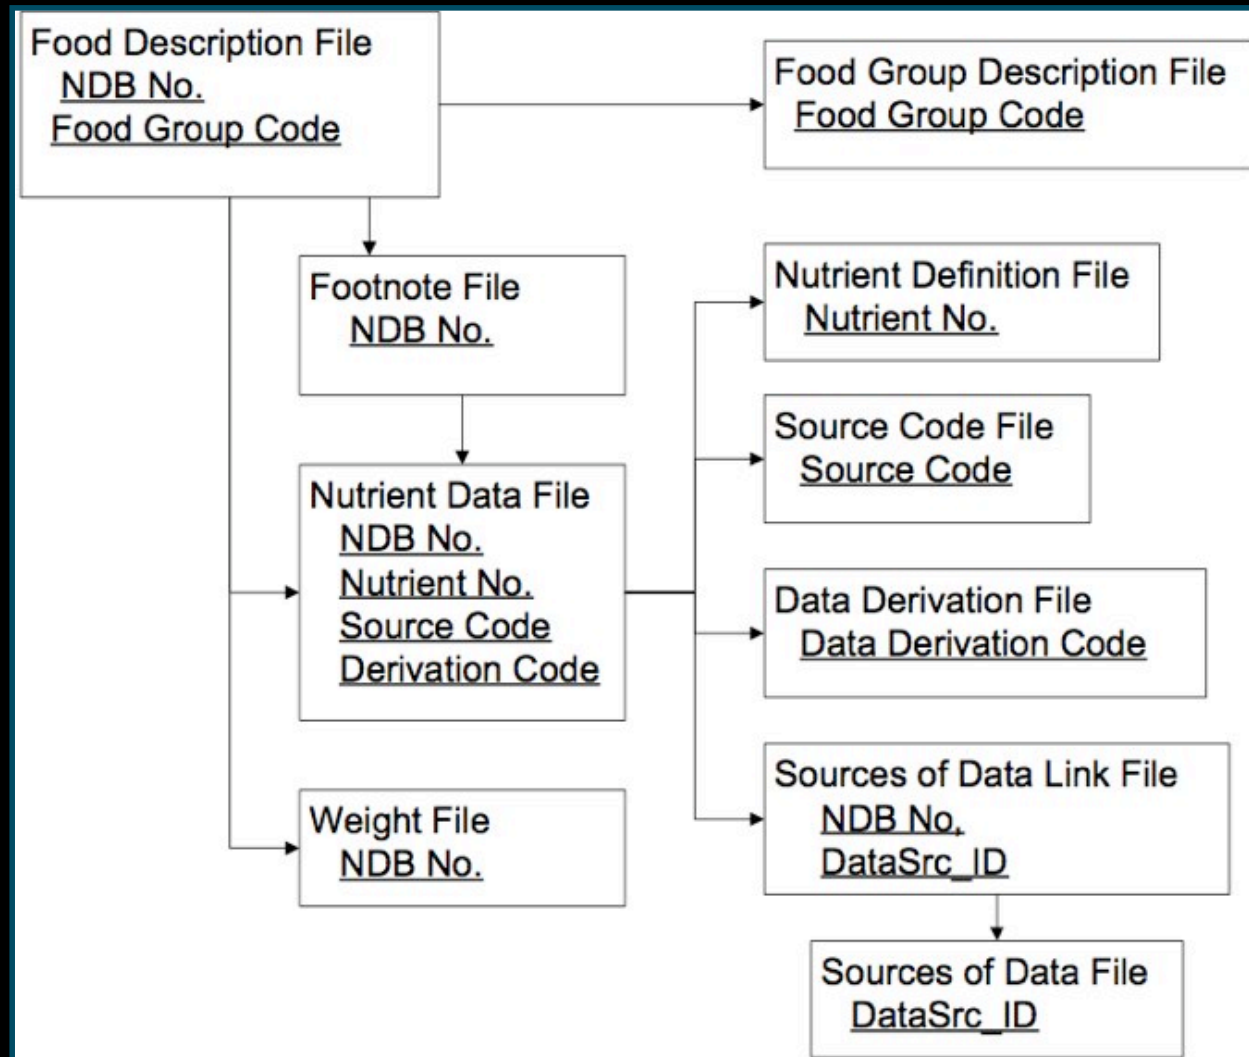 Food Description File
NDB No.
Food Group Code
Food Group Description File
Food Group Code
Footnote File
NDB No.
Nutrient Data File
NDB No.
Nutrient No.
Source Code
Derivation Code
Weight File
NDB No.
Nutrient Definition File
Nutrient No.
Source Code File
Source Code
Data Derivation File
Data Derivation Code
Sources of Data Link File
NDB No,
DataSrc_ID
Sources of Data File
DataSrc_ID